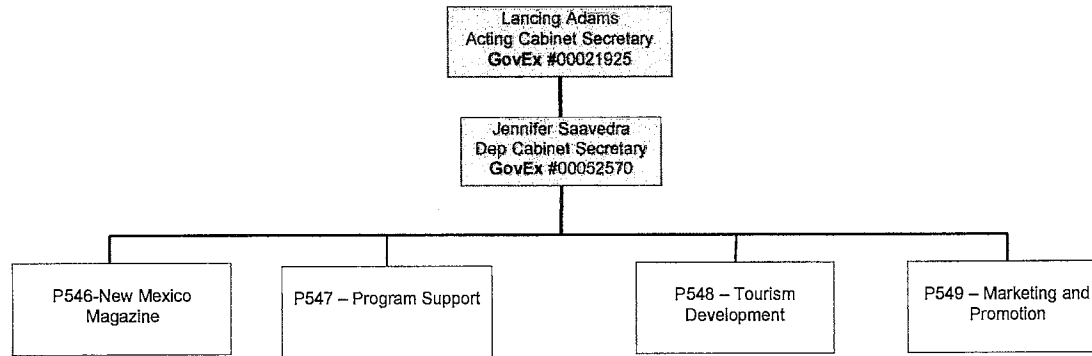 Lancing Adams
Acting Cabinet Secretary
GovEx #00021925
Jennifer Saavedra
Dep Cabinet Secretary
GovEx #00052570
P546-New Mexico
Magazine
P547 – Program Support
P548 – Tourism
Development
P549 – Marketing and
Promotion